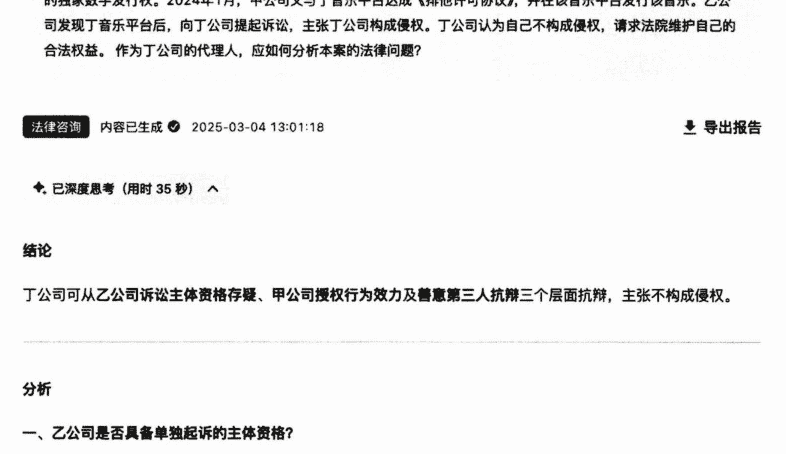 的独家数字发行权。2024年1月，甲公司又与丁音乐平台达成《排他许可协议》，并在该音乐平台发行该音乐。乙公
司发现丁音乐平台后，向丁公司提起诉讼，主张丁公司构成侵权。丁公司认为自己不构成侵权，请求法院维护自己的
合法权益。 作为丁公司的代理人，应如何分析本案的法律问题？
法律咨询 内容已生成 2025-03-04 13:01:18 导出报告
已深度思考（用时 35 秒）
结论
丁公司可从乙公司诉讼主体资格存疑、甲公司授权行为效力及善意第三人抗辩三个层面抗辩，主张不构成侵权。
分析
一、乙公司是否具备单独起诉的主体资格？